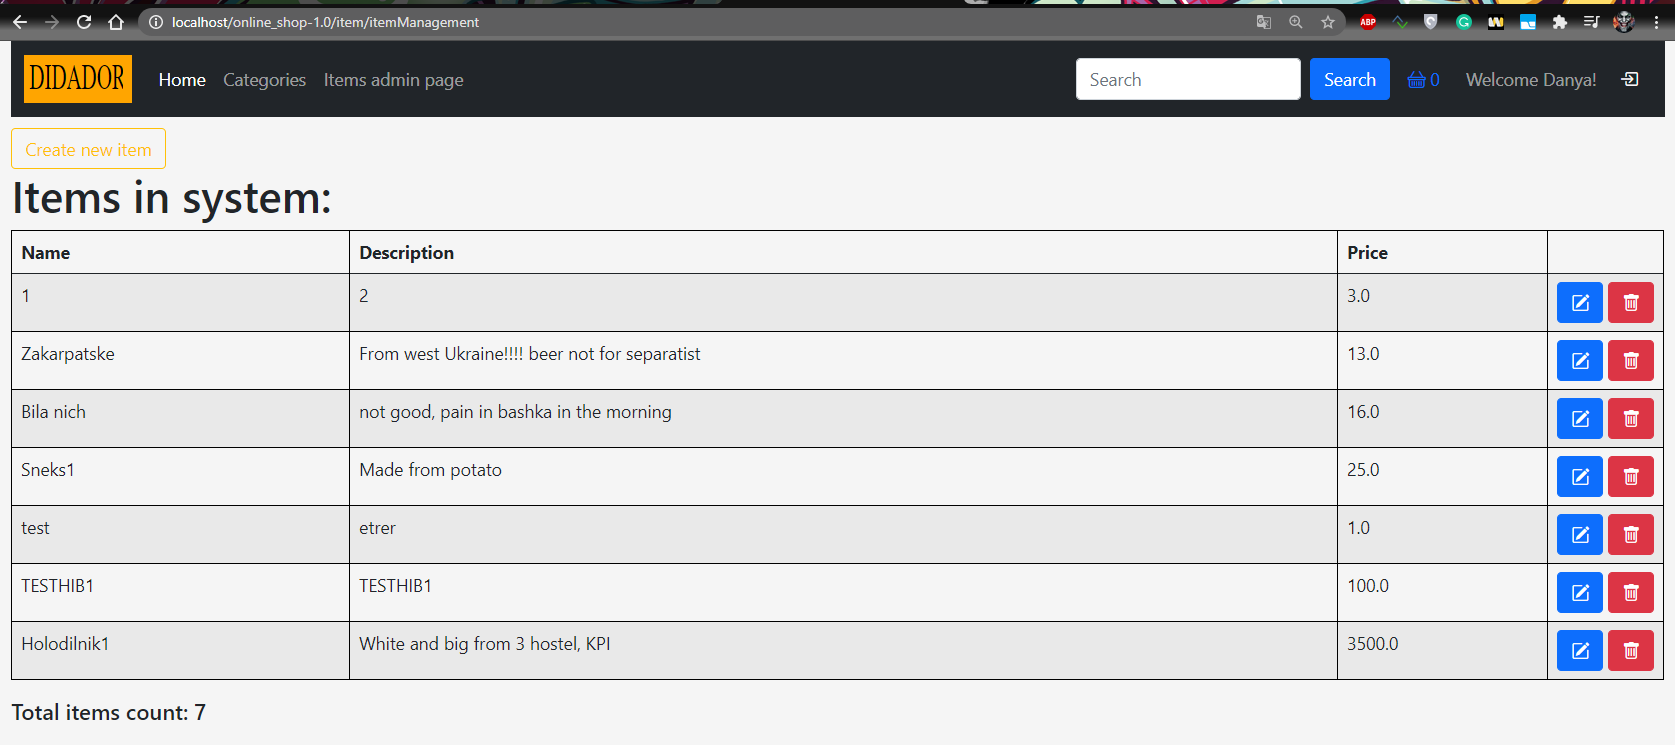 localhost/online_shop-1.0/item/itemManagement
ABP
DIDADOR Home Categories Items admin page Search Search 0 Welcome Danya!
Create new item
Items in system:
Name Description Price
1 2 3.0
Zakarpatske From west Ukraine!!!! beer not for separatist 13.0
Bila nich not good, pain in bashka in the morning 16.0
Sneks1 Made from potato 25.0
test etrer 1.0
TESTHIB1 TESTHIB1 100.0
Holodilnik1 White and big from 3 hostel, KPI 3500.0
Total items count: 7